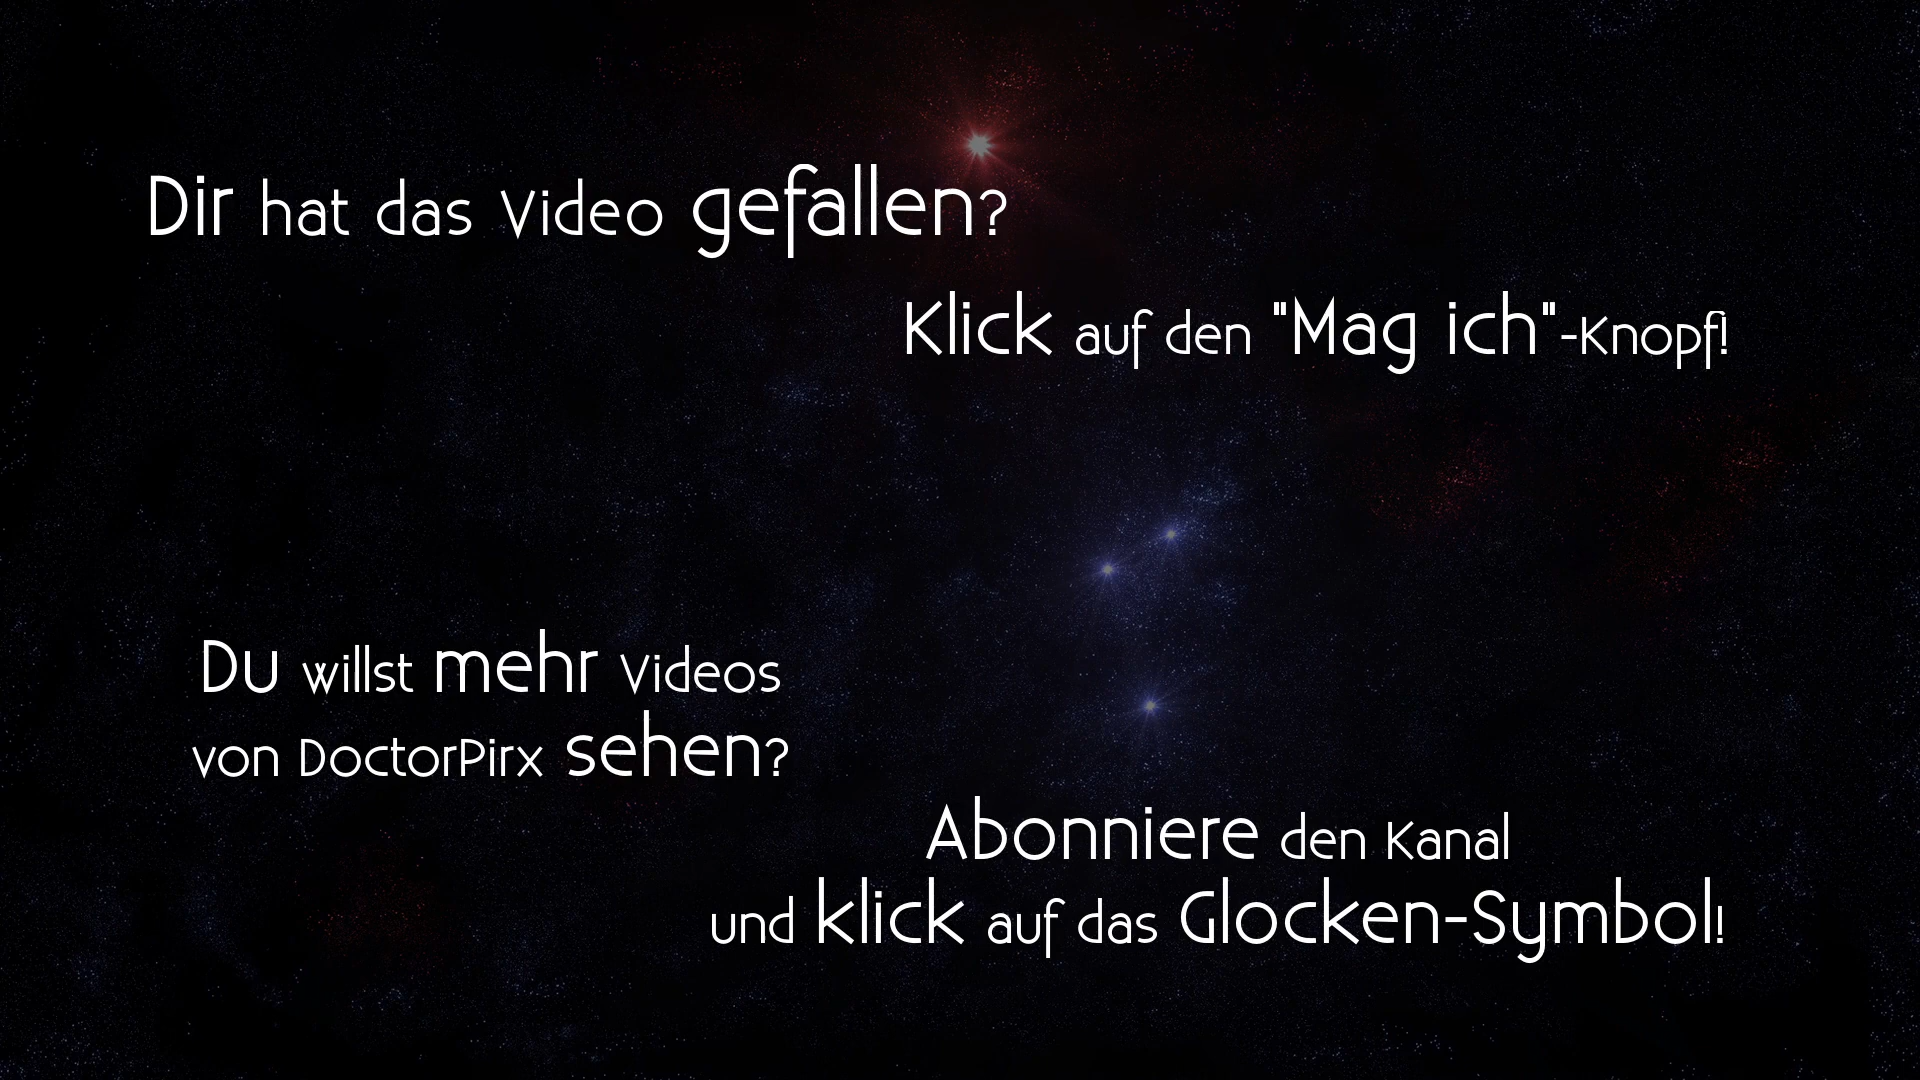 Dir hat das Video gefallen?
Klick auf den "Mag ich"-Knopf!
Du willst mehr Videos
von DoctorPirx sehen?
Abonniere den Kanal
und klick auf das Glocken-Symbol!